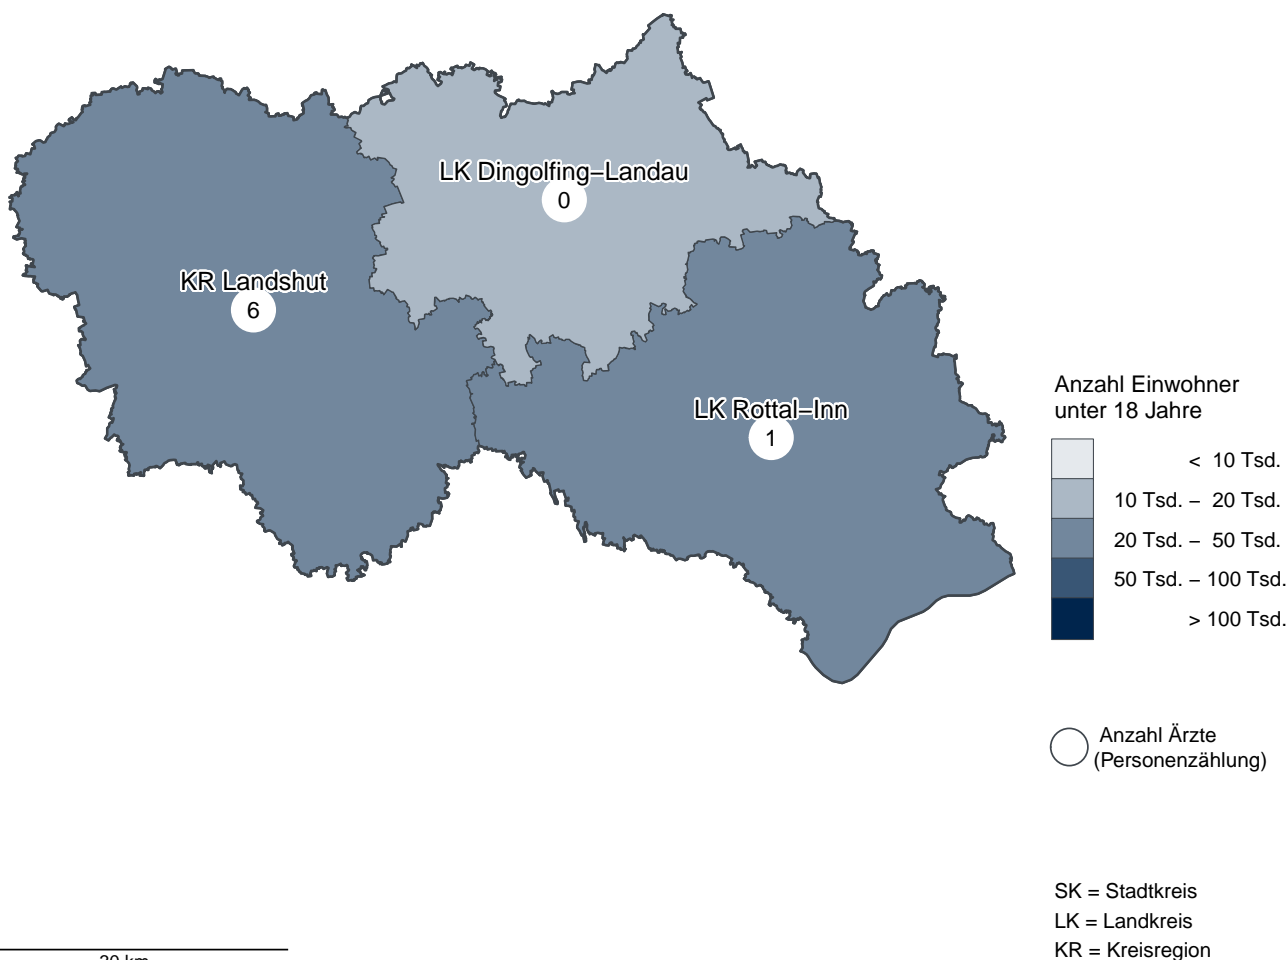 LK Dingolfing–Landau
0
KR Landshut
6
LK Rottal–Inn
1
Anzahl Einwohner
unter 18 Jahre
< 10 Tsd.
10 Tsd. – 20 Tsd.
20 Tsd. – 50 Tsd.
50 Tsd. – 100 Tsd.
> 100 Tsd.
Anzahl Ärzte
(Personenzählung)
SK = Stadtkreis
LK = Landkreis
KR = Kreisregion
km